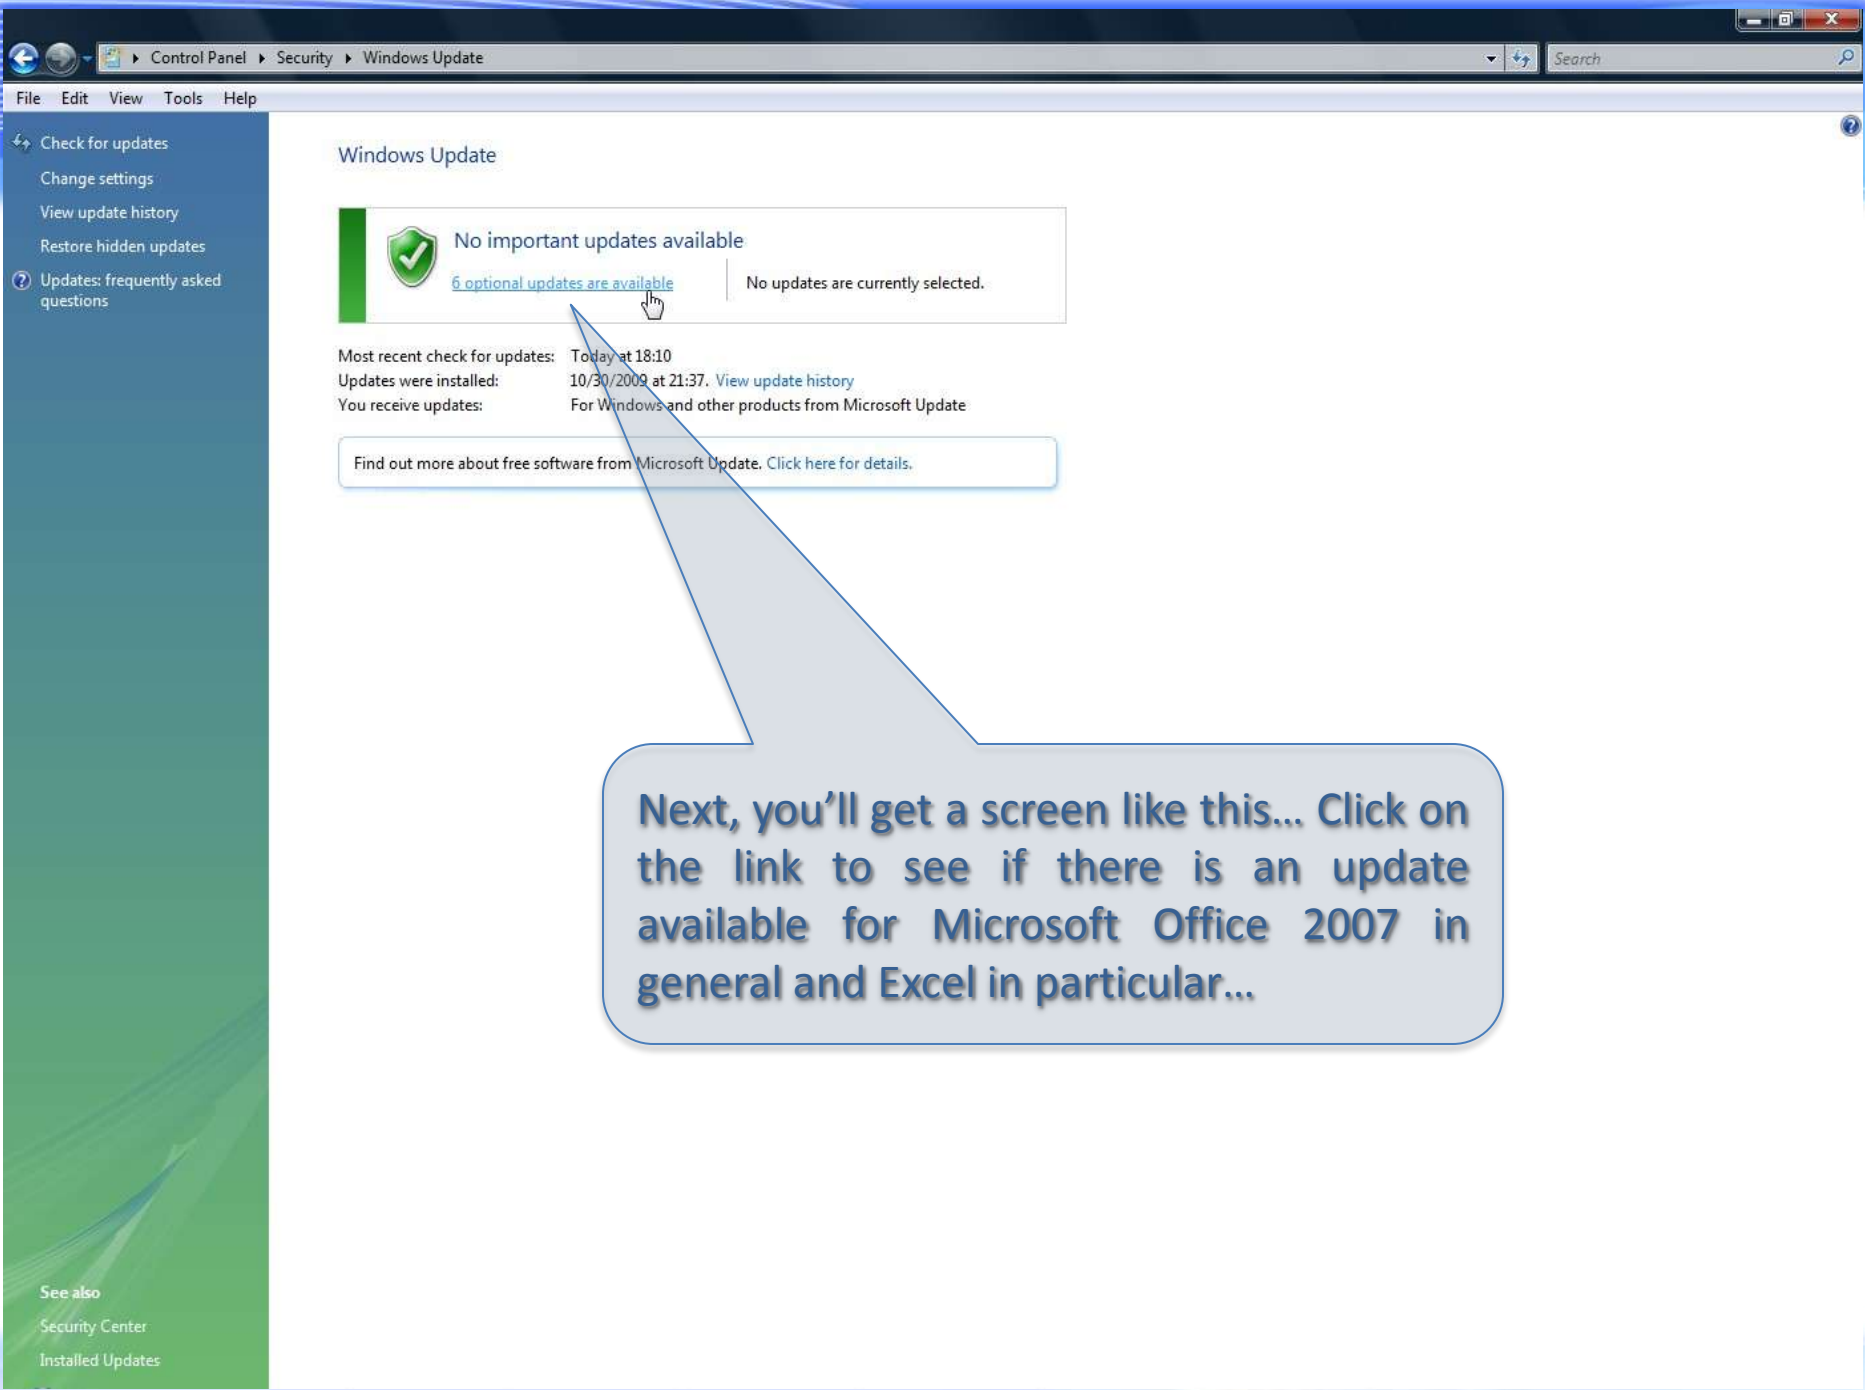 Control Panel Security Windows Update
Search
File Edit View Tools Help
Check for updates
Change settings
View update history
Restore hidden updates
Updates: frequently asked
questions
Windows Update
No important updates available
6 optional updates are available
No updates are currently selected.
Most recent check for updates: Today at 18:10
Updates were installed: 10/30/2009 at 21:37. View update history
You receive updates: For Windows and other products from Microsoft Update
Find out more about free software from Microsoft Update. Click here for details.
Next, you’ll get a screen like this... Click on
the link to see if there is an update
available for Microsoft Office 2007 in
general and Excel in particular...
See also
Security Center
Installed Updates